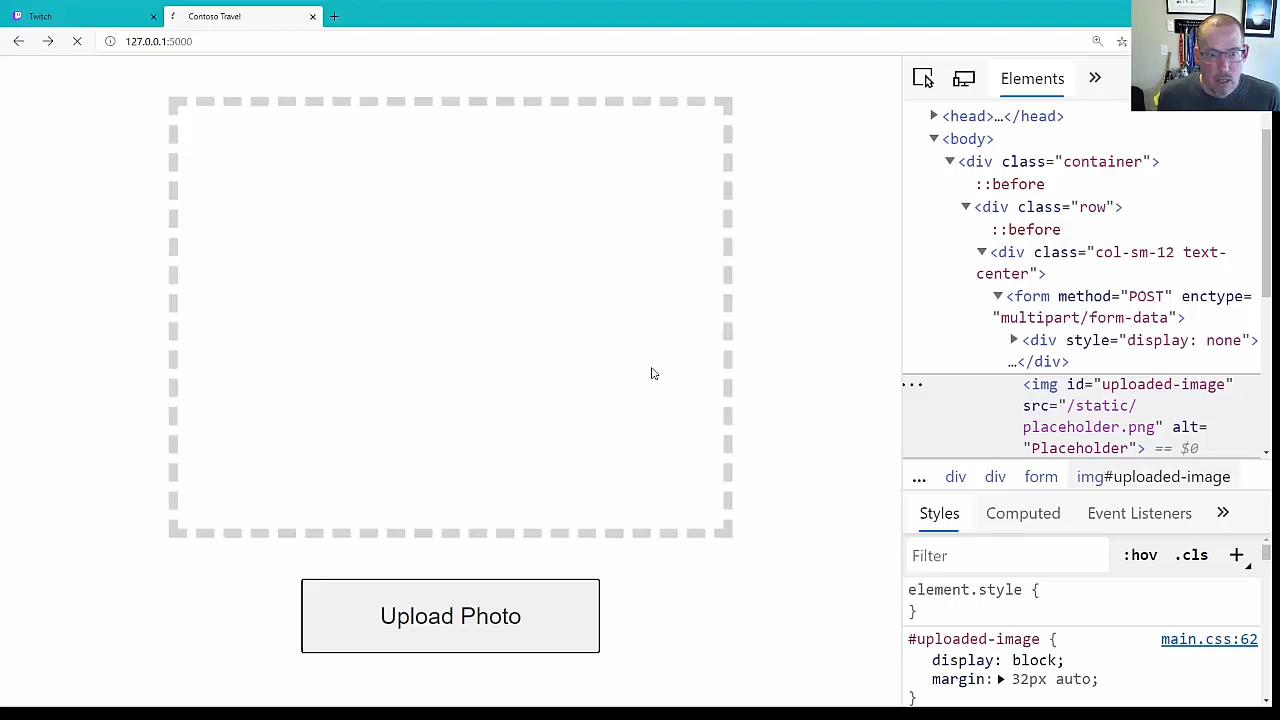 Twitch
Contoso Travel
127.0.0.1:5000
Elements
<head>…</head>
<body>
<div class="container">
::before
<div class="row">
::before
<div class="col-sm-12 text-
center">
<form method="POST" enctype=
"multipart/form-data">
<div style="display: none">
…</div>
<img id="uploaded-image"
src="/static/
placeholder.png" alt=
"Placeholder"> == $0
... div div form img#uploaded-image
Styles Computed Event Listeners
Filter :hov .cls +
element.style {
}
#uploaded-image { main.css:62
display: block;
margin: 32px auto;
}
Upload Photo